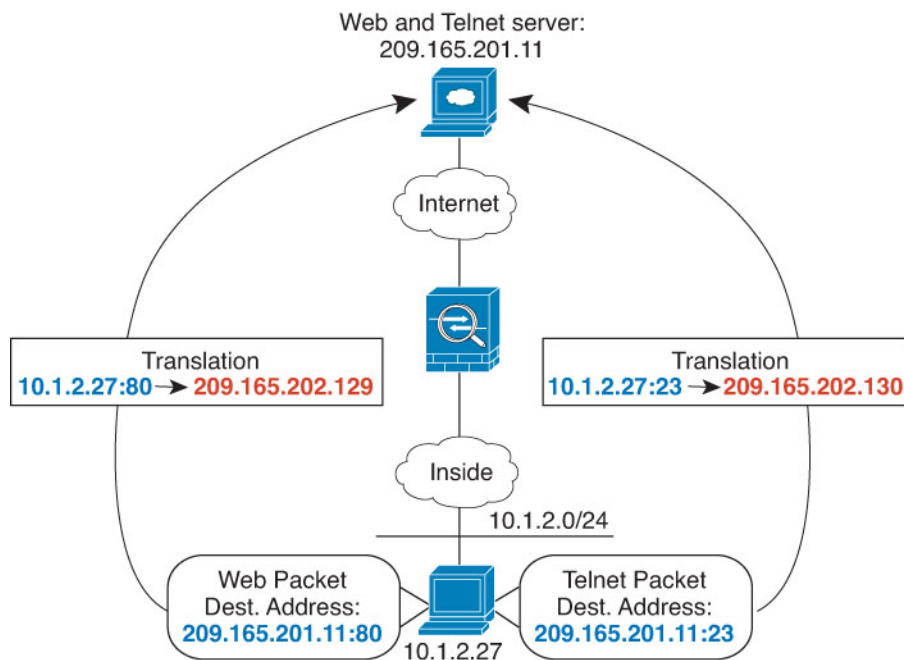 Web and Telnet server:
209.165.201.11
Internet
Translation
10.1.2.27:80 209.165.202.129
Translation
10.1.2.27:23 209.165.202.130
Inside
10.1.2.0/24
Web Packet
Dest. Address:
209.165.201.11:80
Telnet Packet
Dest. Address:
209.165.201.11:23
10.1.2.27